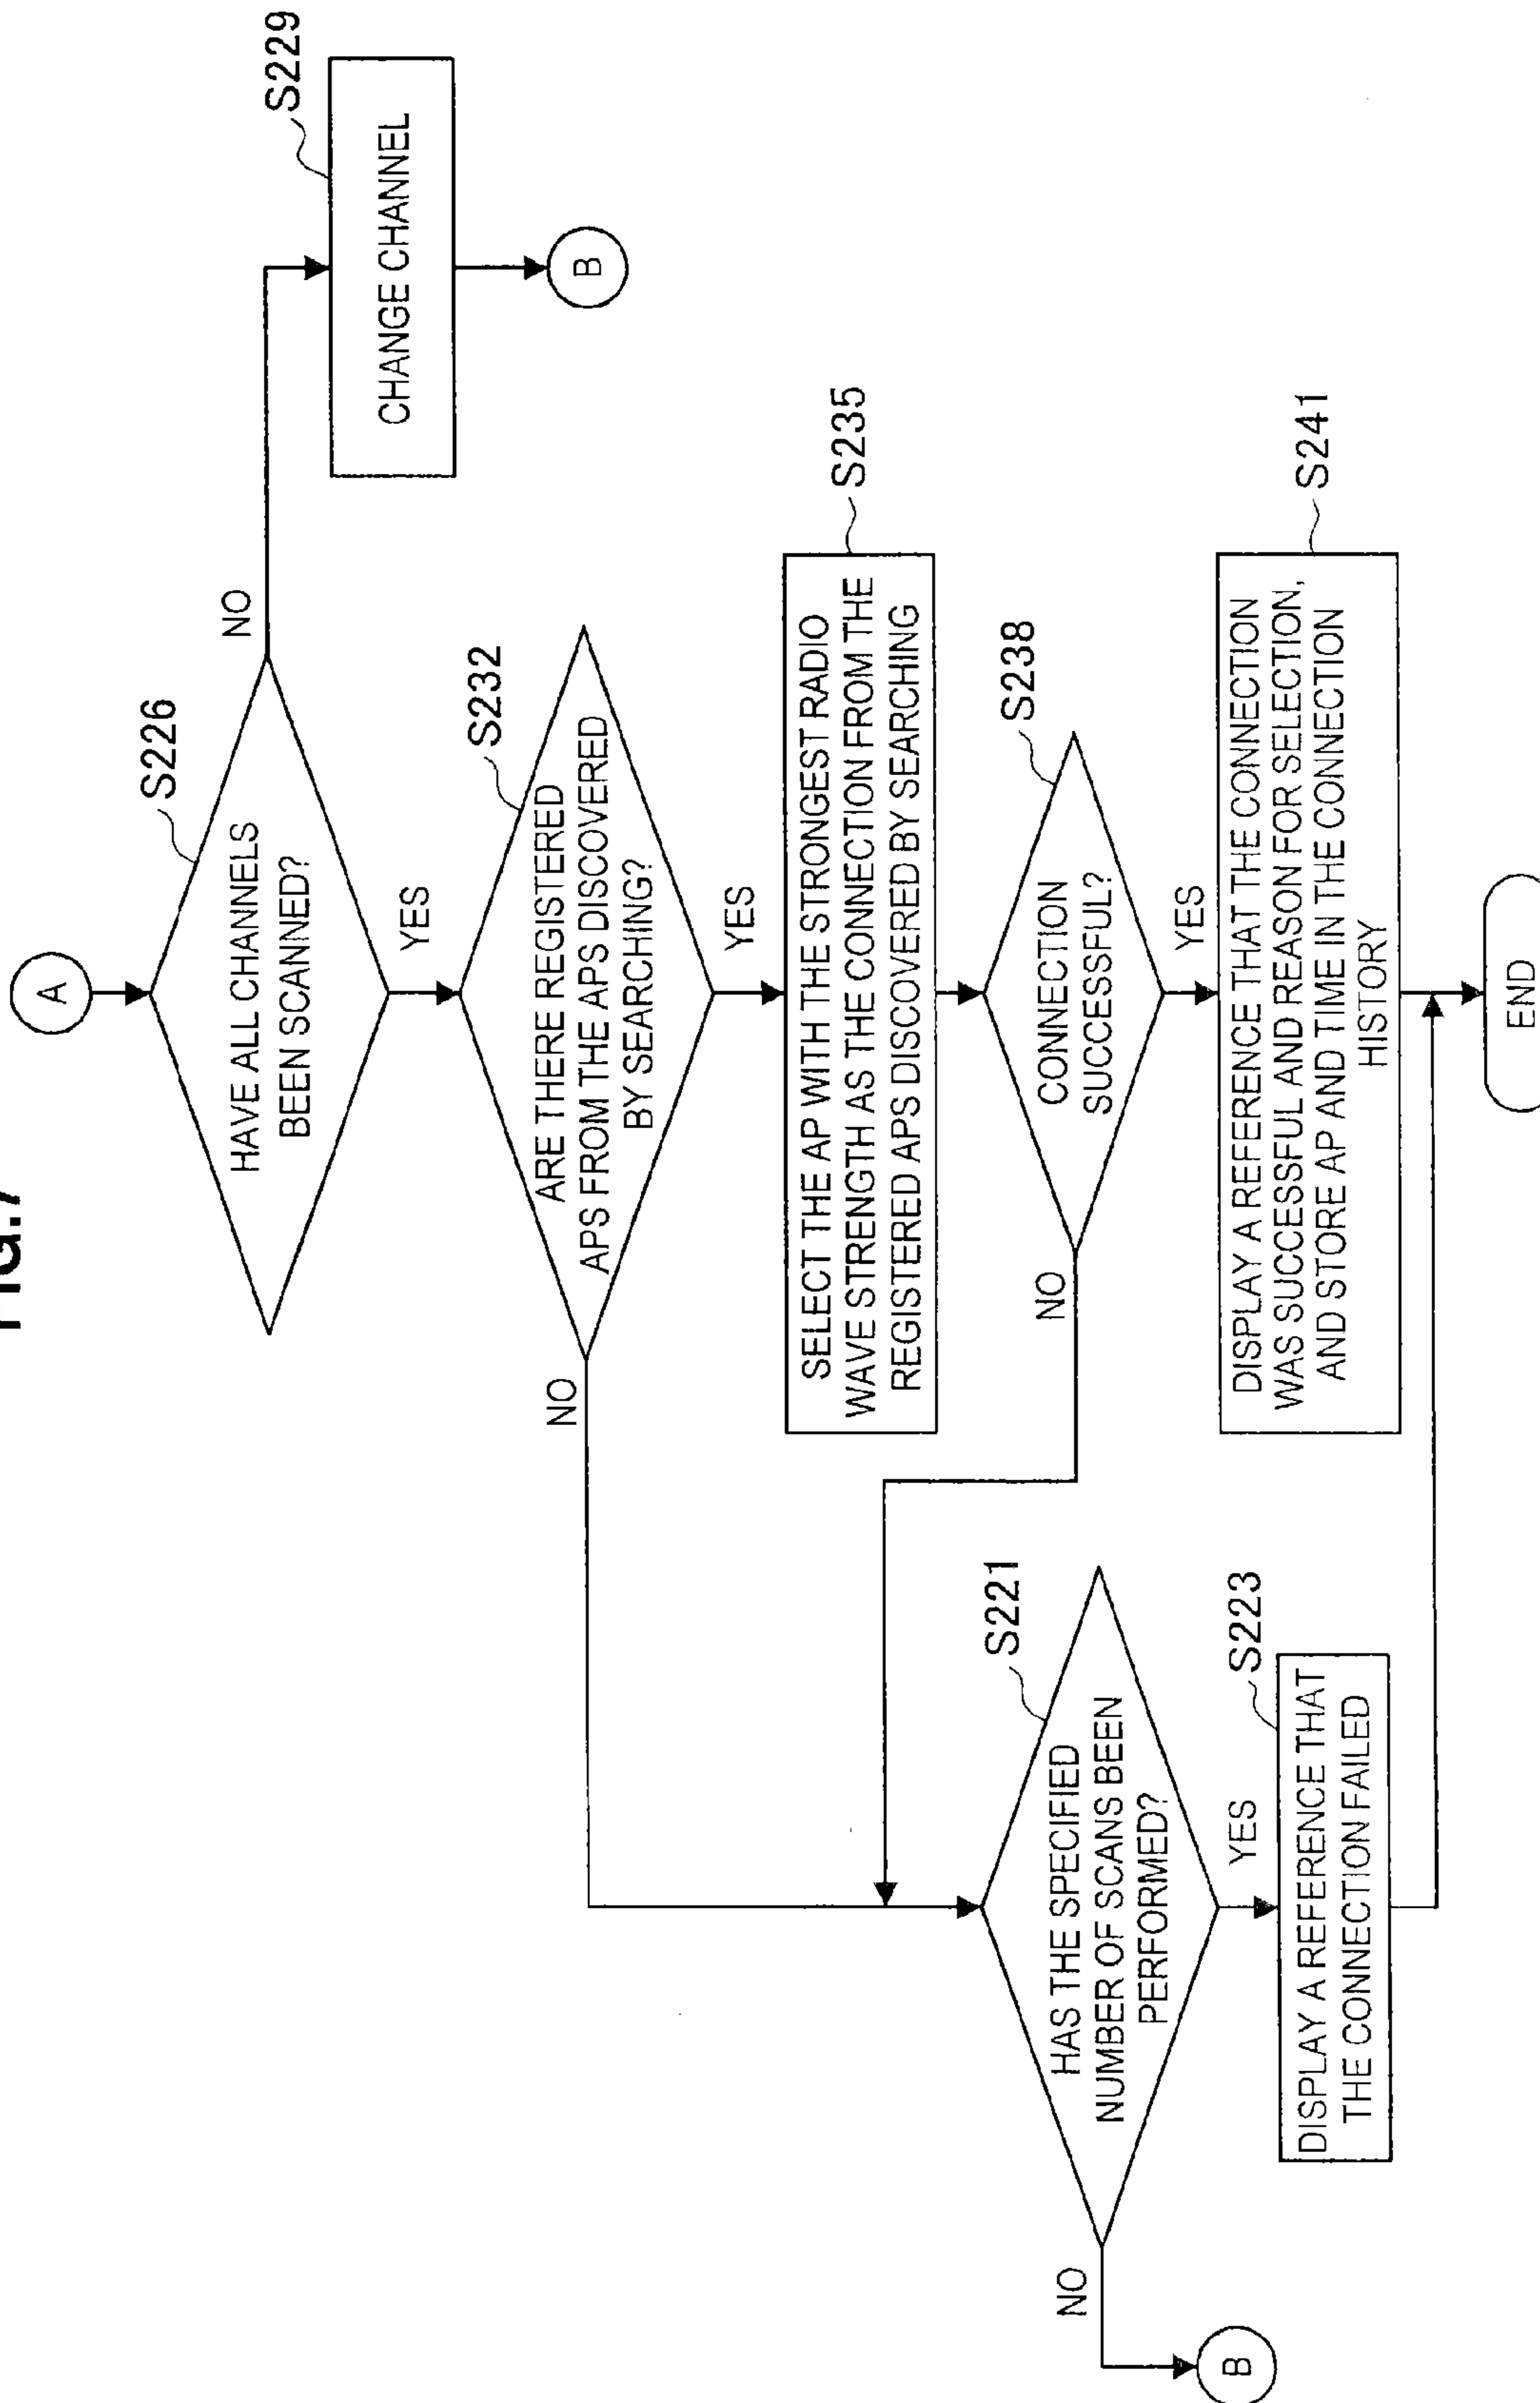 FIG.7
A
S226
HAVE ALL CHANNELS
BEEN SCANNED?
NO
S229
CHANGE CHANNEL
B
YES
S232
ARE THERE REGISTERED
APS FROM THE APS DISCOVERED
BY SEARCHING?
NO
YES
S235
SELECT THE AP WITH THE STRONGEST RADIO
WAVE STRENGTH AS THE CONNECTION FROM THE
REGISTERED APS DISCOVERED BY SEARCHING
S238
CONNECTION
SUCCESSFUL?
NO
YES
S241
DISPLAY A REFERENCE THAT THE CONNECTION
WAS SUCCESSFUL AND REASON FOR SELECTION,
AND STORE AP AND TIME IN THE CONNECTION
HISTORY
S221
HAS THE SPECIFIED
NUMBER OF SCANS BEEN
PERFORMED?
NO
B
YES
S223
DISPLAY A REFERENCE THAT
THE CONNECTION FAILED
END